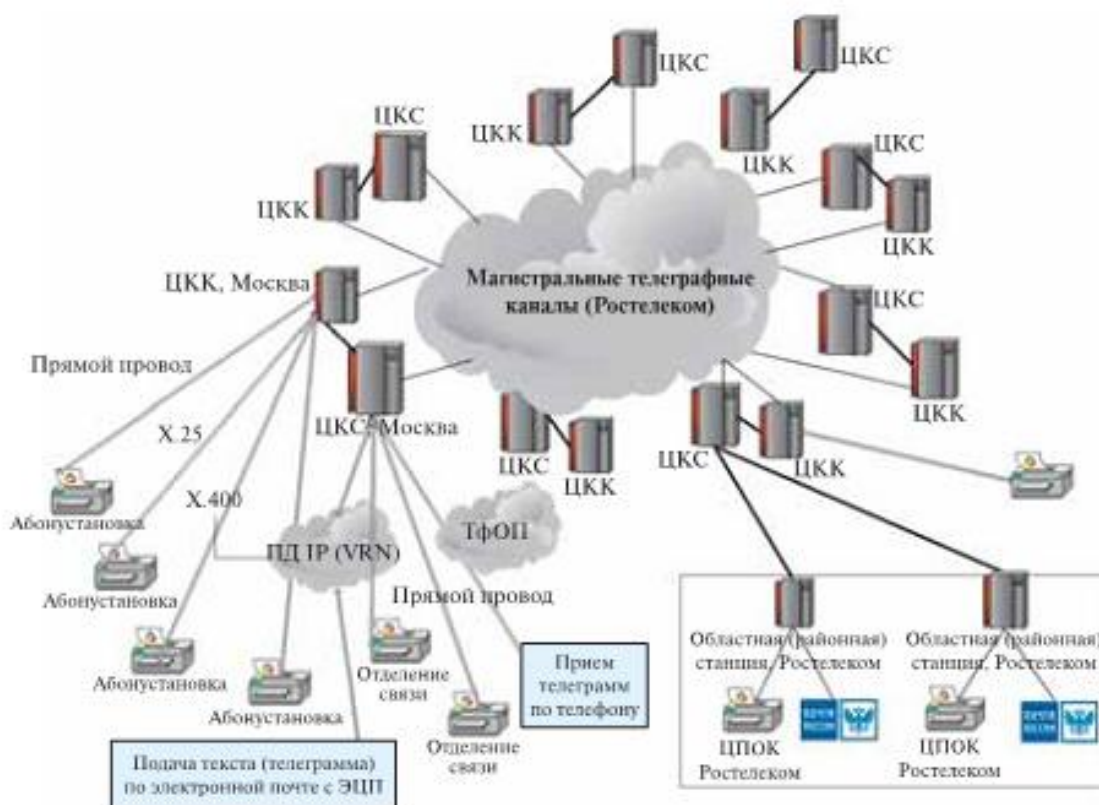 ЦКС
ЦКС
ЦКК
ЦКС
ЦКК
ЦКС
ЦКК
ЦКК
ЦКК, Москва
Магистральные телеграфные
каналы (Ростелеком)
ЦКС
Прямой провод
ЦКК
ЦКС, Москва
X.25
ЦКС
ЦКК
ЦКС
ЦКК
X.400
Абонустановка
ПД IP (VRN)
ТфОП
Абонустановка
Прямой провод
Абонустановка
Отделение
связи
Абонустановка
Отделение
связи
Прием
телеграмм
по телефону
Подача текста (телеграмма)
по электронной почте с ЭЦП
Областная (районная)
станция, Ростелеком
Областная (районная)
станция, Ростелеком
ЦПОК
Ростелеком
ЦПОК
Ростелеком